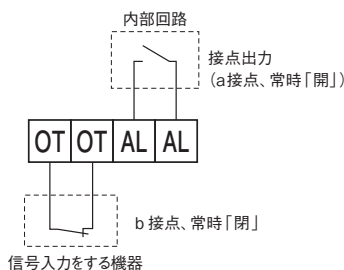 内部回路
接点出力
(a接点、常時「開」)
OT OT AL AL
b接点、常時「閉」
信号入力をする機器